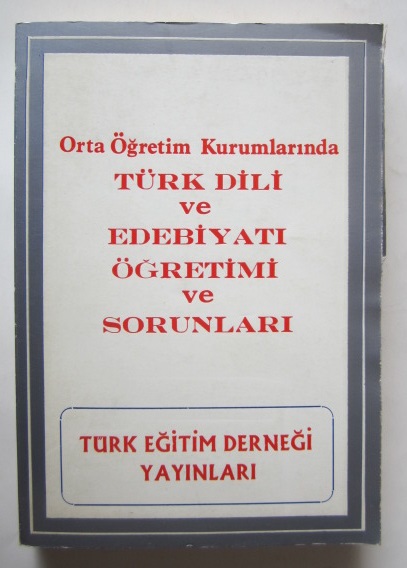 Orta Öğretim Kurumlarında
TÜRK DİLİ
ve
EDEBİYATI
ÖĞRETİMİ
ve
SORUNLARI
TÜRK EĞİTİM DERNEĞİ
YAYINLARI